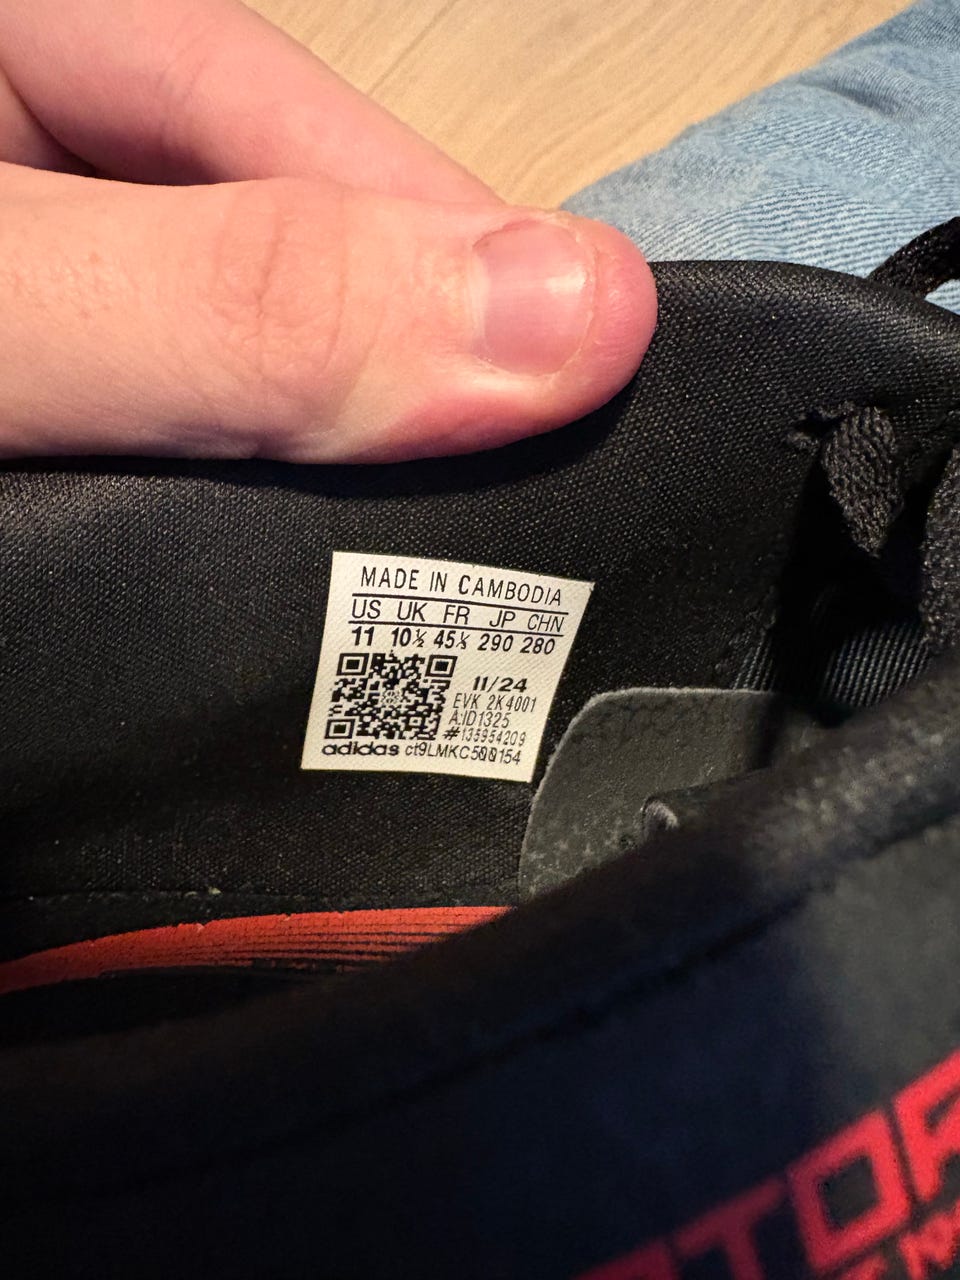 MADE IN CAMBODIA
US UK FR JP CHN
11 10½ 45⅓ 290 280
11/24
EVK 2K4001
A:ID1325
#135954209
adidas ct9LMKC500154